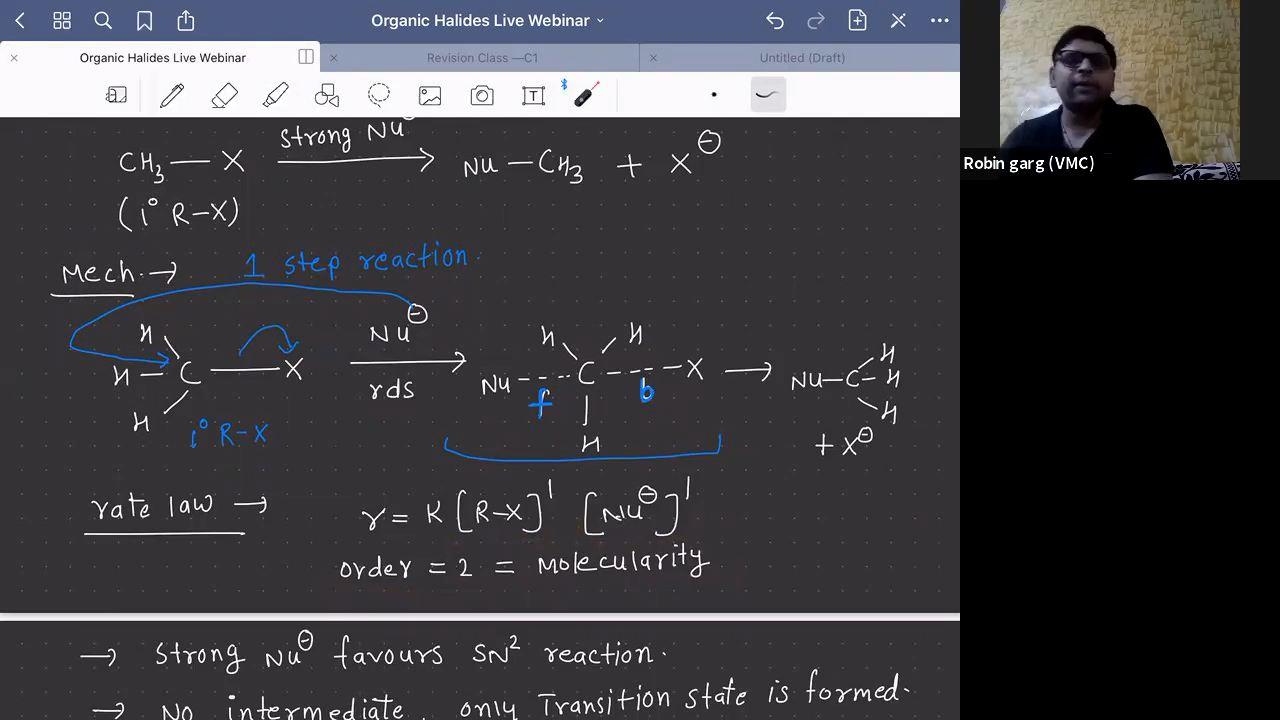 Organic Halides Live Webinar
Organic Halides Live Webinar
Revision Class —C1
Untitled (Draft)
T
Robin garg (VMC)
strong Nu⊖
CH₃ — X → Nu — CH₃ + X⊖
(1° R-X)
Mech. → 1 step reaction.
H H H H
Nu⊖
H — C — X → Nu --- C --- X → Nu — C — H
rds
f b
H H H
1° R-X + X⊖
rate law → r = K [R-X]¹ [Nu⊖]¹
order = 2 = Molecularity
→ Strong Nu⊖ favours SN² reaction.
→ No intermediate, only Transition state is formed.